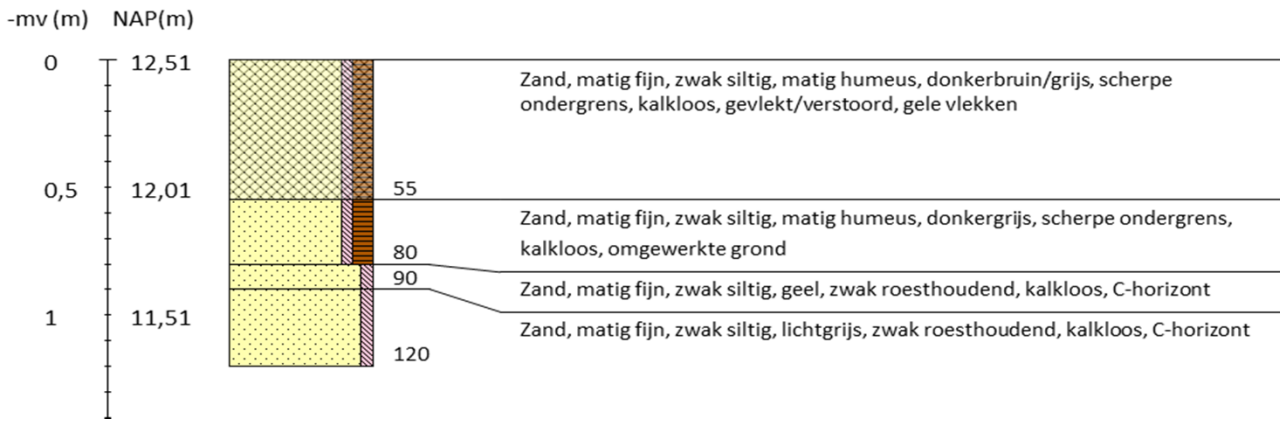 -mv (m) NAP(m)
0 12,51
Zand, matig fijn, zwak siltig, matig humeus, donkerbruin/grijs, scherpe
ondergrens, kalkloos, gevlekt/verstoord, gele vlekken
0,5 12,01 55
Zand, matig fijn, zwak siltig, matig humeus, donkergrijs, scherpe ondergrens,
kalkloos, omgewerkte grond
80
90
Zand, matig fijn, zwak siltig, geel, zwak roesthoudend, kalkloos, C-horizont
1 11,51
Zand, matig fijn, zwak siltig, lichtgrijs, zwak roesthoudend, kalkloos, C-horizont
120